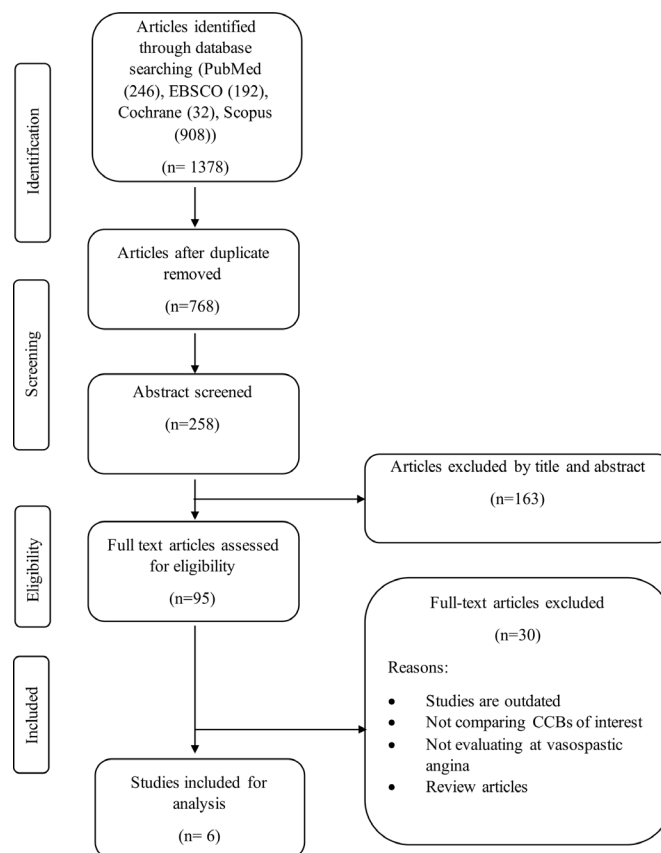 Articles identified
through database
searching (PubMed
(246), EBSCO (192),
Cochrane (32), Scopus
(908))
(n= 1378)
Identification
Articles after duplicate
removed
(n=768)
Screening
Abstract screened
(n=258)
Articles excluded by title and abstract
(n=163)
Eligibility
Full text articles assessed
for eligibility
(n=95)
Full-text articles excluded
(n=30)
Reasons:
• Studies are outdated
• Not comparing CCBs of interest
• Not evaluating at vasospastic
angina
• Review articles
Included
Studies included for
analysis
(n= 6)